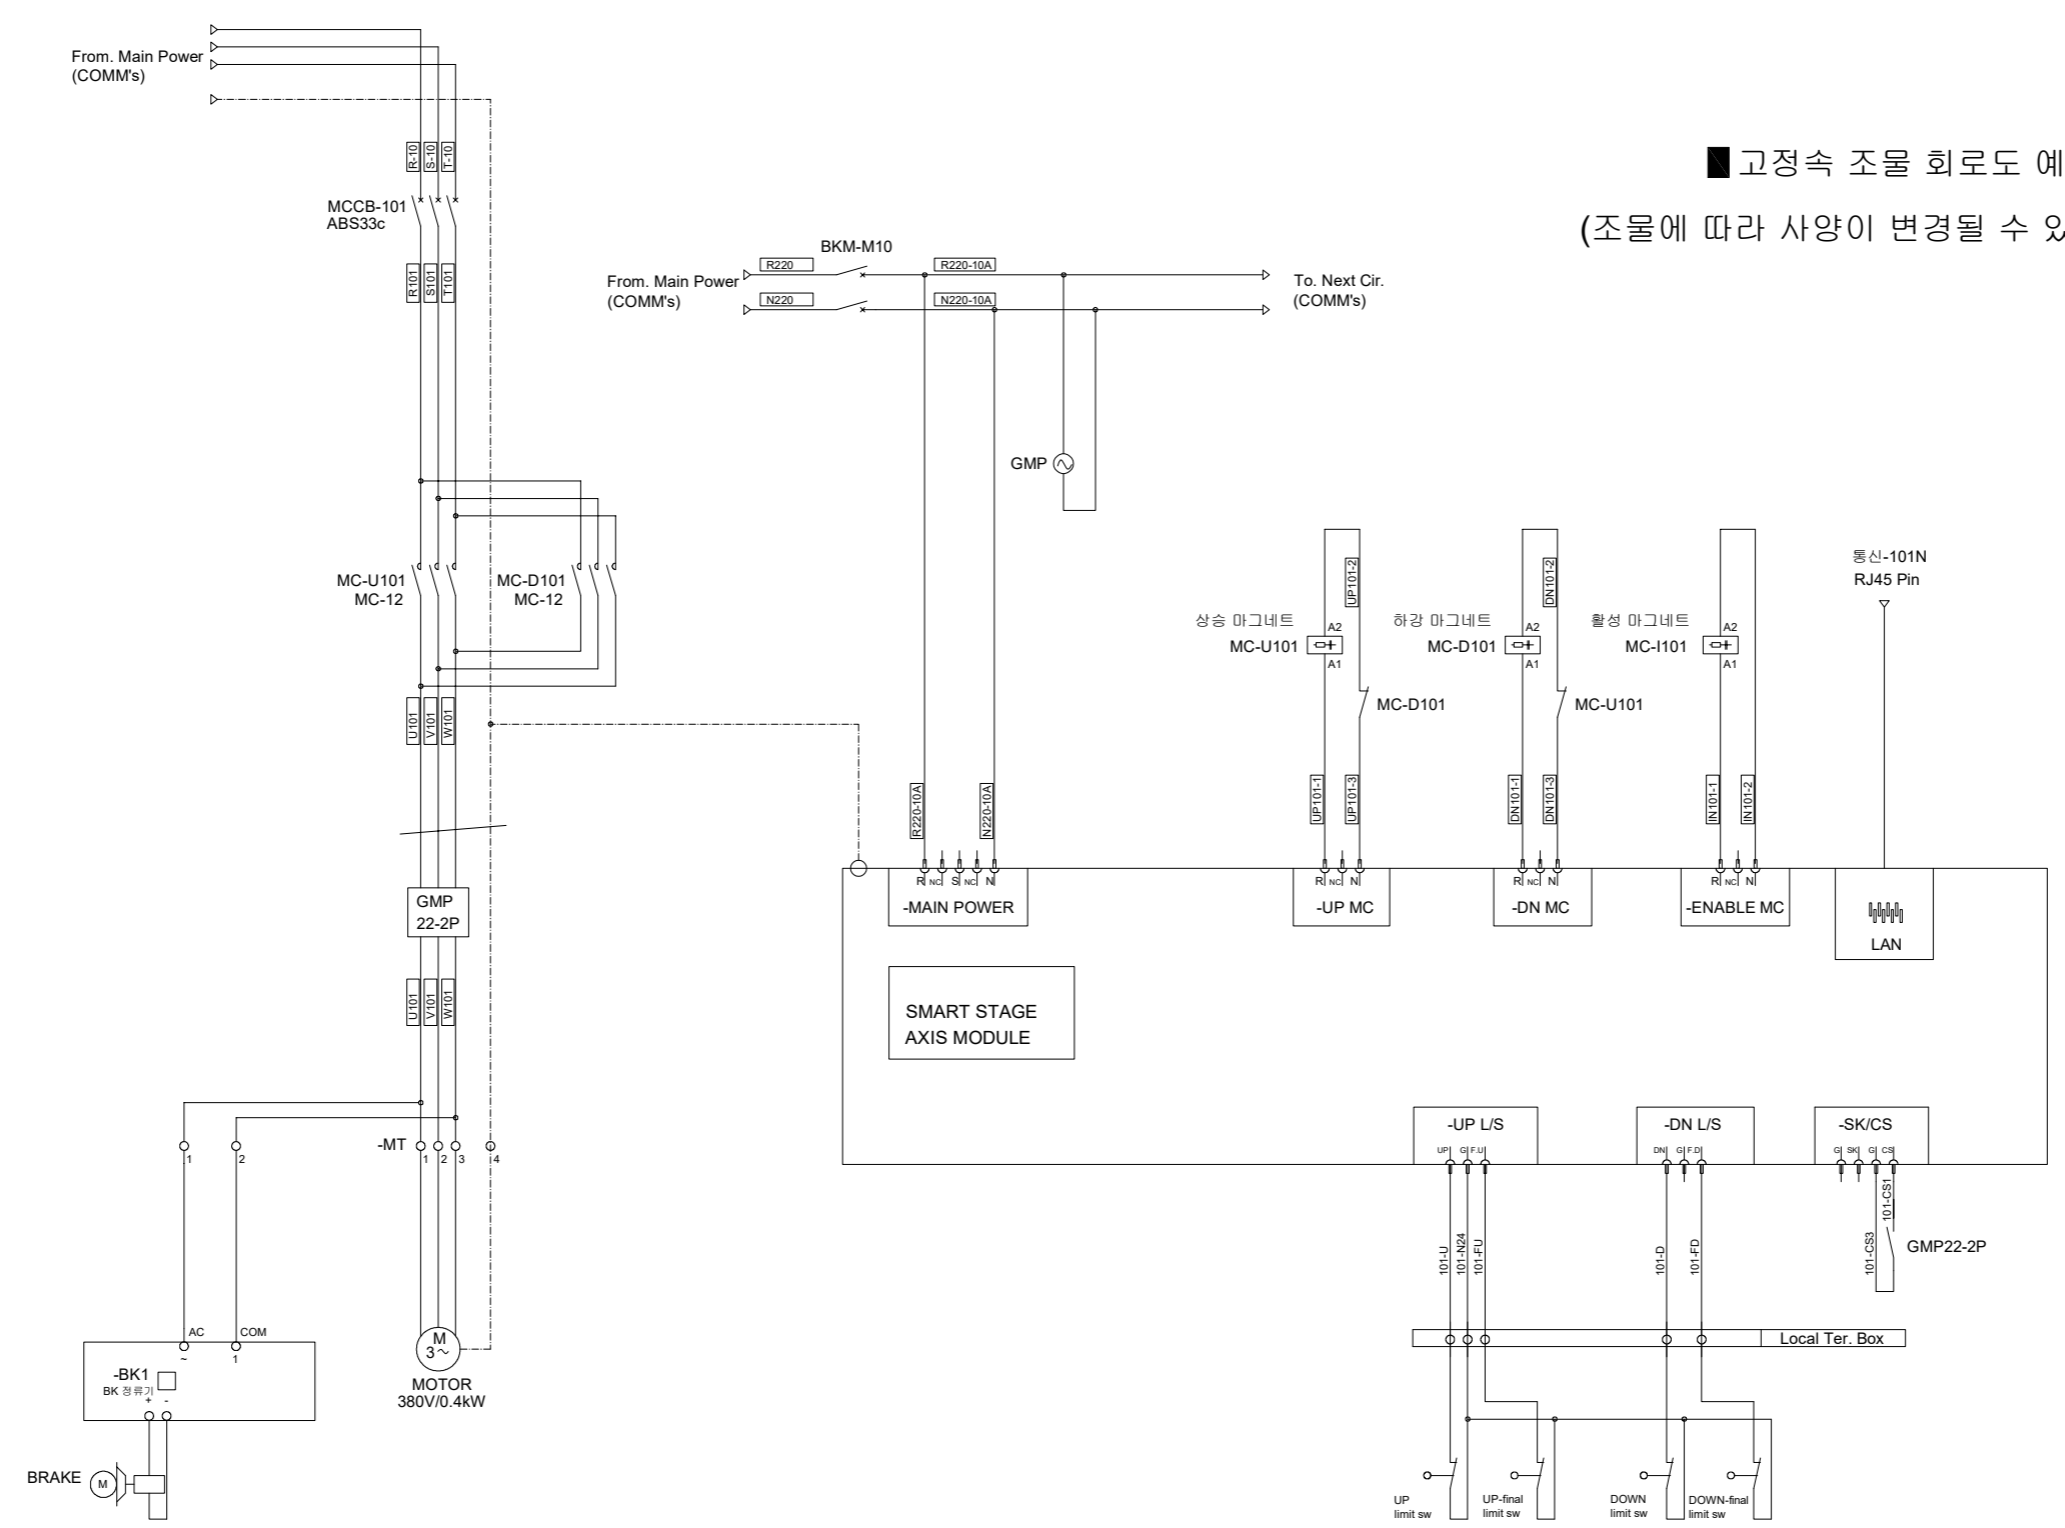 From. Main Power
(COMM's)
R-10
S-10
T-10
■고정속 조물 회로도 예
(조물에 따라 사양이 변경될 수 있
MCCB-101
ABS33c
R101
S101
T101
BKM-M10
From. Main Power
(COMM's)
R220
R220-10A
N220
N220-10A
To. Next Cir.
(COMM's)
GMP
MC-U101
MC-12
MC-D101
MC-12
통신-101N
RJ45 Pin
UP101-2
DN101-2
상승 마그네트
MC-U101
A2
A1
하강 마그네트
MC-D101
A2
A1
활성 마그네트
MC-I101
A2
A1
MC-D101
MC-U101
U101
V101
W101
R220-10A
N220-10A
UP101-1
UP101-3
DN101-1
DN101-3
IN101-1
IN101-2
R NC S NC N
-MAIN POWER
R NC N
-UP MC
R NC N
-DN MC
R NC N
-ENABLE MC
LAN
GMP
22-2P
U101
V101
W101
SMART STAGE
AXIS MODULE
-UP L/S
UP G F.U
-DN L/S
DN G F.D
-SK/CS
G SK G CS
1
2
-MT
1 2 3 4
101-U
101-N24
101-FU
101-D
101-FD
101-CS3
101-CS1
GMP22-2P
Local Ter. Box
AC
COM
~
1
-BK1
BK 정류기
+ -
M
3~
MOTOR
380V/0.4kW
BRAKE
M
UP
limit sw
UP-final
limit sw
DOWN
limit sw
DOWN-final
limit sw